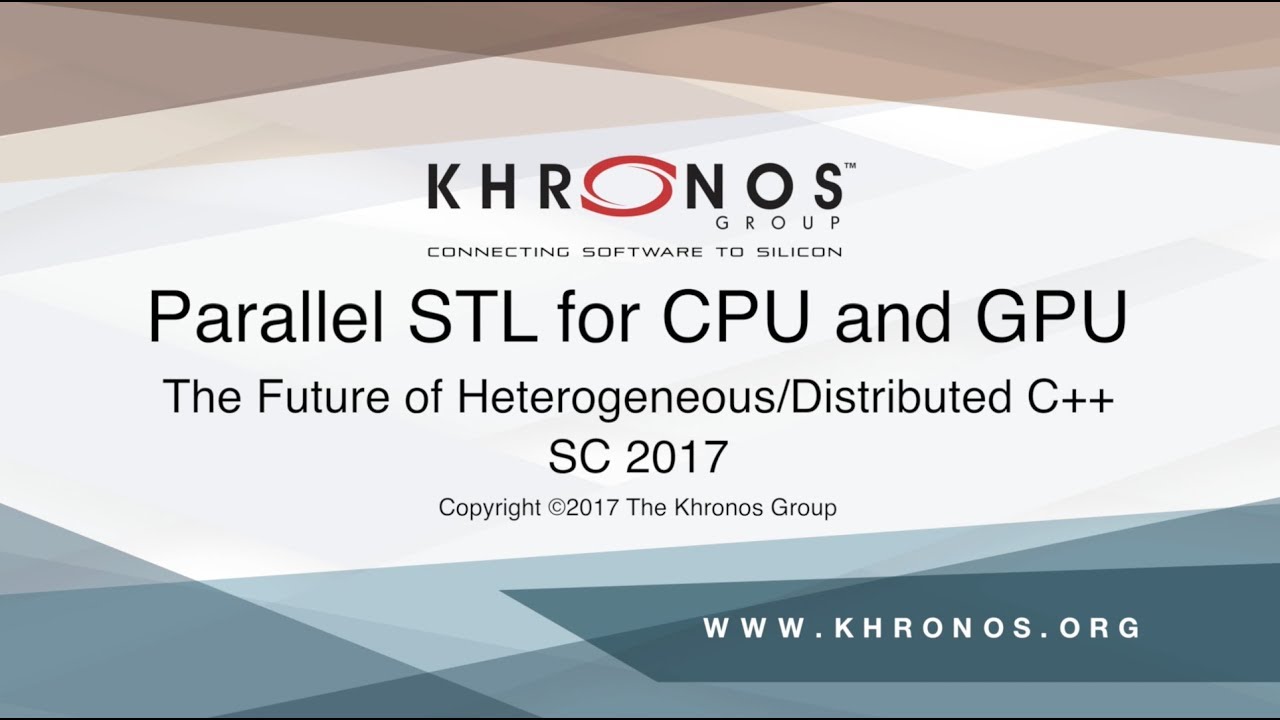 KHRONOS™
GROUP
CONNECTING SOFTWARE TO SILICON
Parallel STL for CPU and GPU
The Future of Heterogeneous/Distributed C++
SC 2017
Copyright ©2017 The Khronos Group
WWW.KHRONOS.ORG